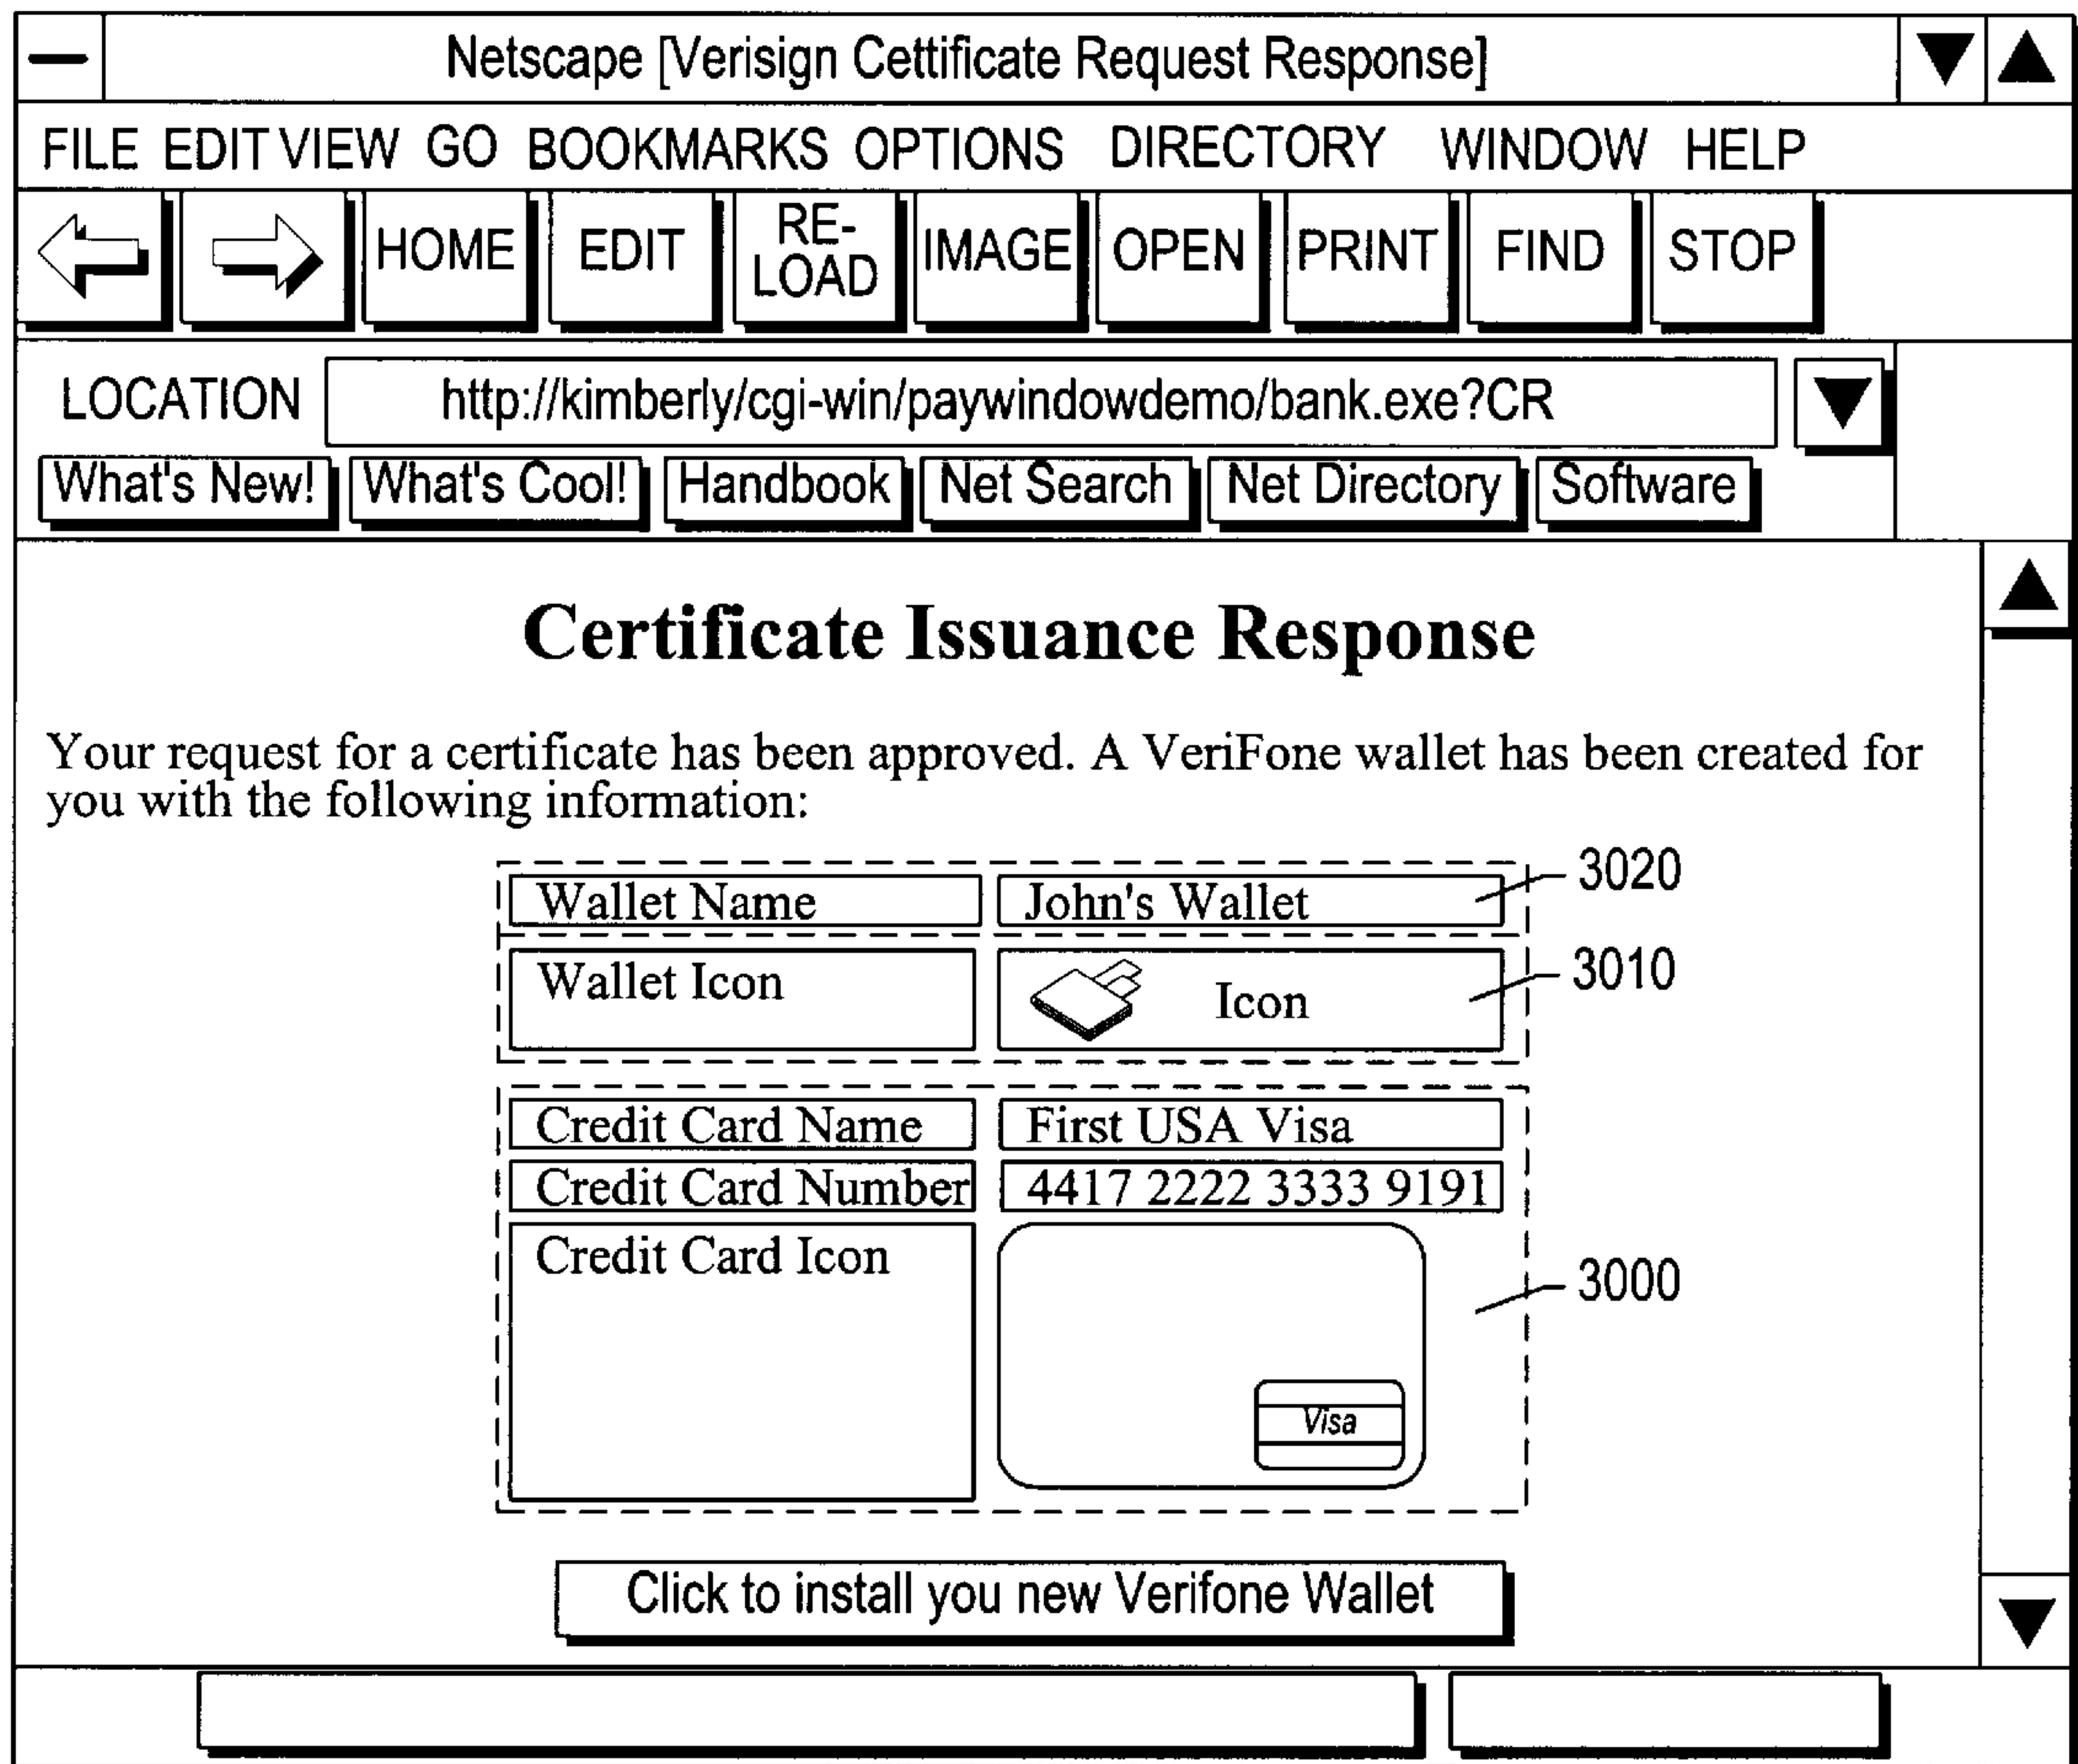 Netscape [Verisign Cettificate Request Response]
FILE EDIT VIEW GO BOOKMARKS OPTIONS DIRECTORY WINDOW HELP
HOME EDIT RE-LOAD IMAGE OPEN PRINT FIND STOP
LOCATION http://kimberly/cgi-win/paywindowdemo/bank.exe?CR
What's New! What's Cool! Handbook Net Search Net Directory Software
Certificate Issuance Response
Your request for a certificate has been approved. A VeriFone wallet has been created for
you with the following information:
Wallet Name John's Wallet 3020
Wallet Icon Icon 3010
Credit Card Name First USA Visa
Credit Card Number 4417 2222 3333 9191
Credit Card Icon 3000
Visa
Click to install you new Verifone Wallet